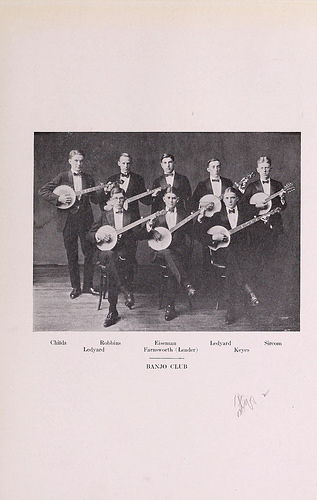 Childs Robbins Eiseman Ledyard Sircom
Ledyard Farnsworth (Leader) Keyes
BANJO CLUB